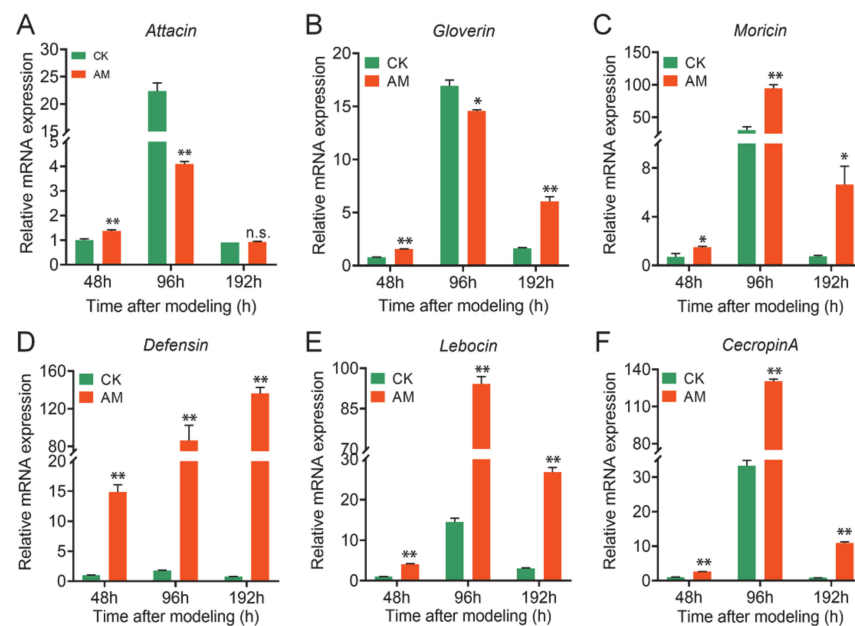 A
Attacin
CK
AM
Relative mRNA expression
30
25
20
15
5
4
3
2
1
0
**
**
n.s.
48h
96h
192h
Time after modeling (h)
B
Gloverin
CK
AM
Relative mRNA expression
20
15
10
5
0
**
*
**
48h
96h
192h
Time after modeling (h)
C
Moricin
CK
AM
Relative mRNA expression
150
100
50
8
4
0
*
**
*
48h
96h
192h
Time after modeling (h)
D
Defensin
CK
AM
Relative mRNA expression
160
120
80
20
15
10
5
0
**
**
**
48h
96h
192h
Time after modeling (h)
E
Lebocin
CK
AM
Relative mRNA expression
100
85
70
30
20
10
0
**
**
**
48h
96h
192h
Time after modeling (h)
F
CecropinA
CK
AM
Relative mRNA expression
140
120
100
80
30
20
10
0
**
**
**
48h
96h
192h
Time after modeling (h)